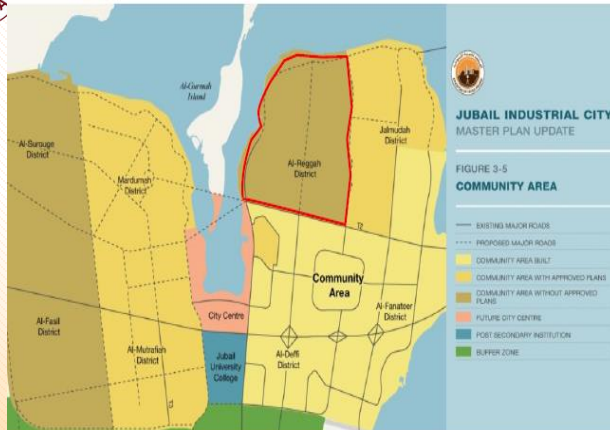 Al-Gurmah
Island
Al-Surouge
District
Mardumah
District
Al-Reggah
District
Jalmudah
District
T2
Community
Area
City Centre
Al-Fanateer
District
Al-Fasil
District
Al-Mutrafiah
District
Jubail
University
College
Al-Deffi
District
JUBAIL INDUSTRIAL CITY
MASTER PLAN UPDATE
FIGURE 3-5
COMMUNITY AREA
EXISTING MAJOR ROADS
PROPOSED MAJOR ROADS
COMMUNITY AREA BUILT
COMMUNITY AREA WITH APPROVED PLANS
COMMUNITY AREA WITHOUT APPROVED
PLANS
FUTURE CITY CENTRE
POST SECONDARY INSTITUTION
BUFFER ZONE